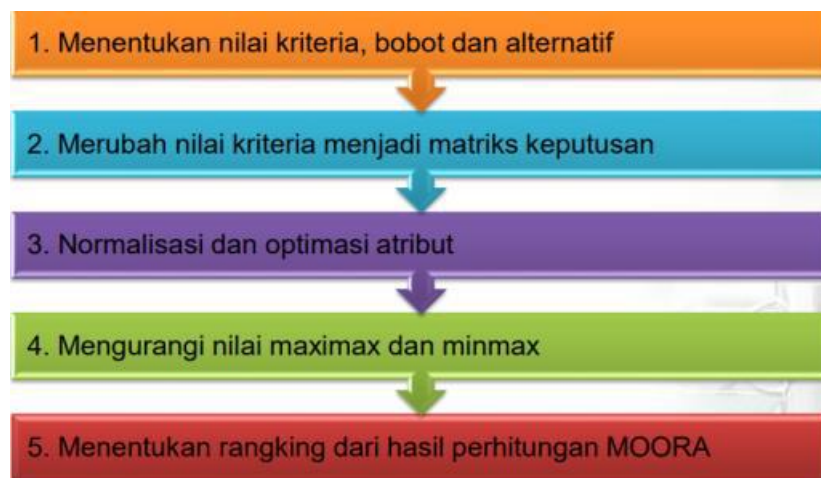 1. Menentukan nilai kriteria, bobot dan alternatif
2. Merubah nilai kriteria menjadi matriks keputusan
3. Normalisasi dan optimasi atribut
4. Mengurangi nilai maximax dan minmax
5. Menentukan rangking dari hasil perhitungan MOORA